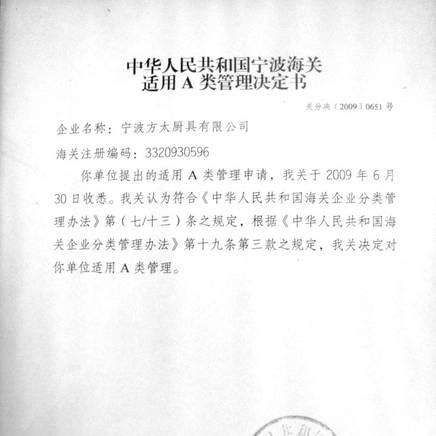 中华人民共和国宁波海关
适用 A 类管理决定书
关分决（2009）0651 号
企业名称：宁波方太厨具有限公司
海关注册编码：3320930596
你单位提出的适用 A 类管理申请，我关于 2009 年 6 月
30 日收悉。我关认为符合《中华人民共和国海关企业分类管
理办法》第（七/十三）条之规定，根据《中华人民共和国海
关企业分类管理办法》第十九条第三款之规定，我关决定对
你单位适用 A 类管理。